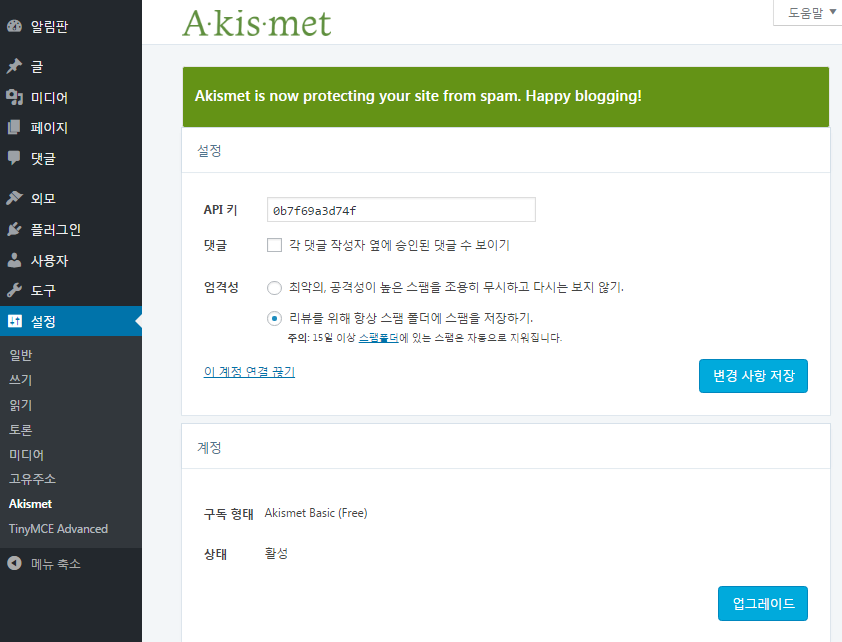 알림판
글
미디어
페이지
댓글
외모
플러그인
사용자
도구
설정
일반
쓰기
읽기
토론
미디어
고유주소
Akismet
TinyMCE Advanced
메뉴 축소
A·kis·met
도움말
Akismet is now protecting your site from spam. Happy blogging!
설정
API 키 0b7f69a3d74f
댓글 각 댓글 작성자 옆에 승인된 댓글 수 보이기
엄격성 최악의, 공격성이 높은 스팸을 조용히 무시하고 다시는 보지 않기.
리뷰를 위해 항상 스팸 폴더에 스팸을 저장하기.
주의: 15일 이상 스팸폴더에 있는 스팸은 자동으로 지워집니다.
이 계정 연결 끊기
변경 사항 저장
계정
구독 형태 Akismet Basic (Free)
상태 활성
업그레이드